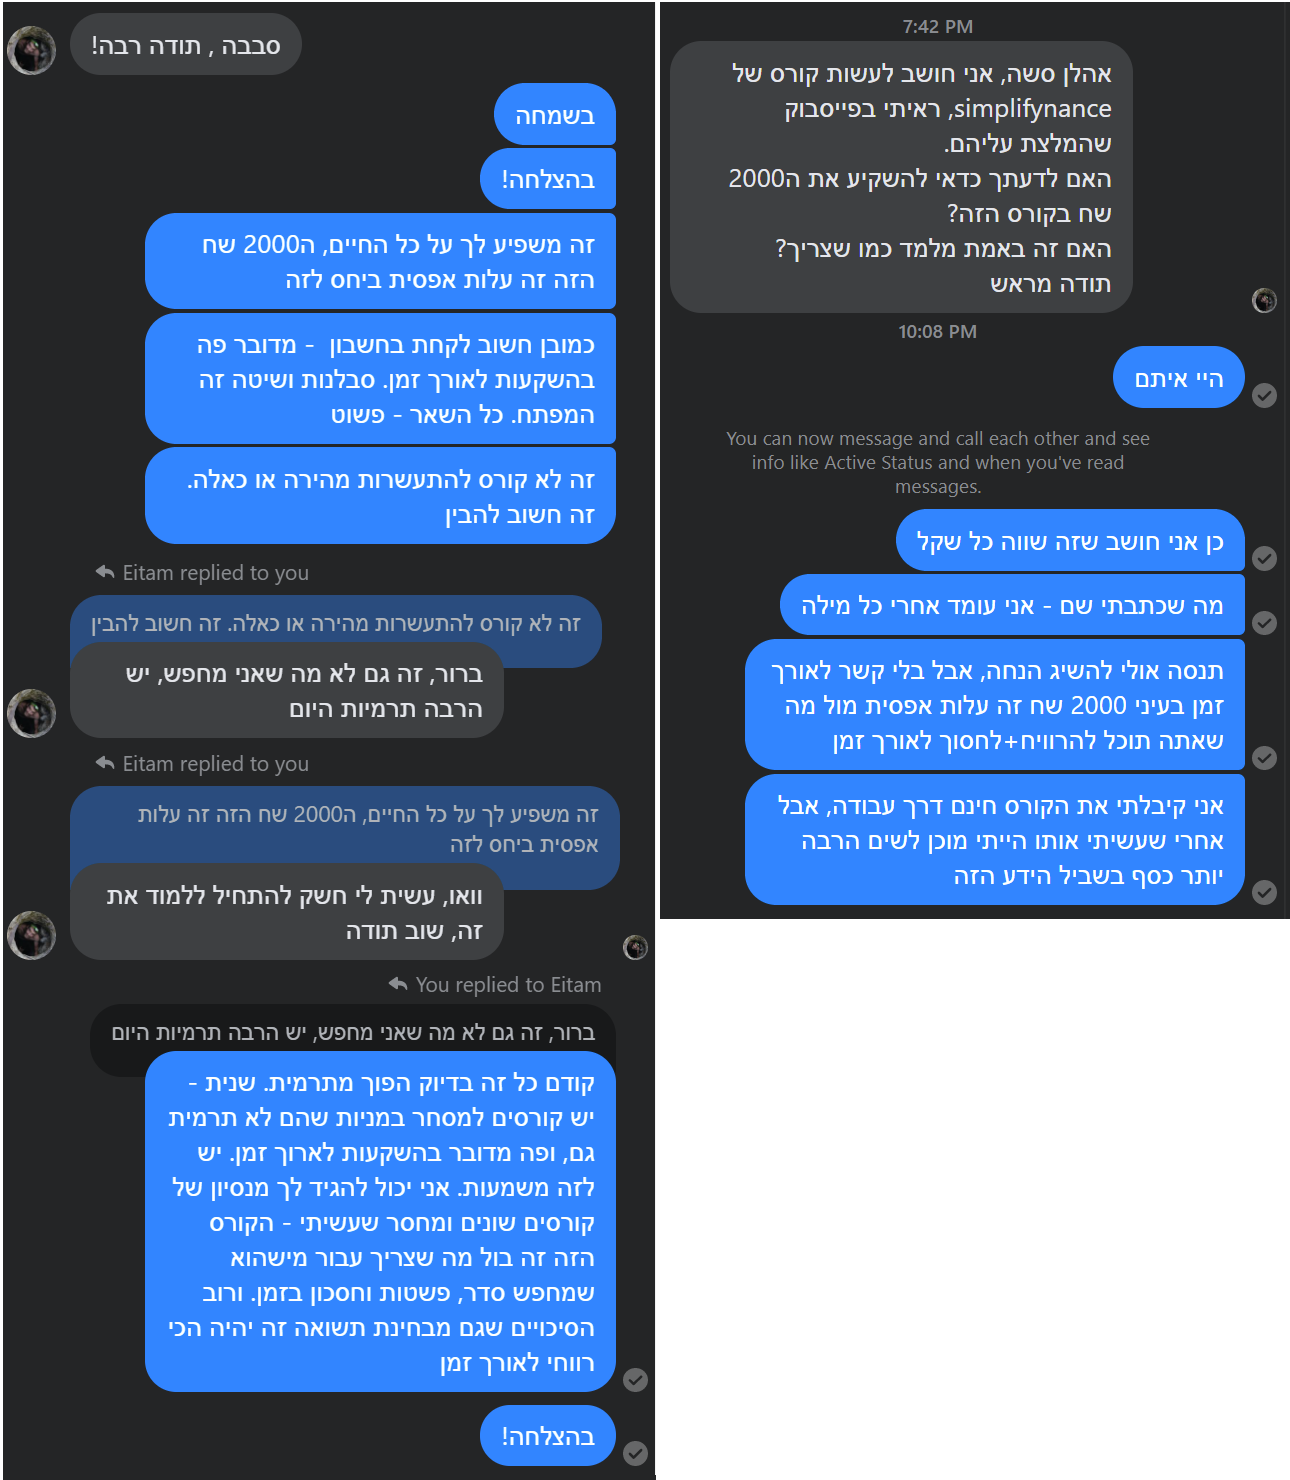 7:42 PM
אהלן סשה, אני חושב לעשות קורס של
simplifynance, ראיתי בפייסבוק
שהמלצת עליהם.
האם לדעתך כדאי להשקיע את ה2000
שח בקורס הזה?
האם זה באמת מלמד כמו שצריך?
תודה מראש
10:08 PM
היי איתם
You can now message and call each other and see
info like Active Status and when you've read
messages.
כן אני חושב שזה שווה כל שקל
מה שכתבתי שם - אני עומד אחרי כל מילה
תנסה אולי להשיג הנחה, אבל בלי קשר לאורך
זמן בעיני 2000 שח זה עלות אפסית מול מה
שאתה תוכל להרוויח+לחסוך לאורך זמן
אני קיבלתי את הקורס חינם דרך עבודה, אבל
אחרי שעשיתי אותו הייתי מוכן לשים הרבה
יותר כסף בשביל הידע הזה
סבבה , תודה רבה!
בשמחה
בהצלחה!
זה משפיע לך על כל החיים, ה2000 שח
הזה זה עלות אפסית ביחס לזה
כמובן חשוב לקחת בחשבון - מדובר פה
בהשקעות לאורך זמן. סבלנות ושיטה זה
המפתח. כל השאר - פשוט
זה לא קורס להתעשרות מהירה או כאלה.
זה חשוב להבין
Eitam replied to you
זה לא קורס להתעשרות מהירה או כאלה. זה חשוב להבין
ברור, זה גם לא מה שאני מחפש, יש
הרבה תרמיות היום
Eitam replied to you
זה משפיע לך על כל החיים, ה2000 שח הזה זה עלות
אפסית ביחס לזה
וואו, עשית לי חשק להתחיל ללמוד את
זה, שוב תודה
You replied to Eitam
ברור, זה גם לא מה שאני מחפש, יש הרבה תרמיות היום
קודם כל זה בדיוק הפוך מתרמית. שנית -
יש קורסים למסחר במניות שהם לא תרמית
גם, ופה מדובר בהשקעות לארוך זמן. יש
לזה משמעות. אני יכול להגיד לך מנסיון של
קורסים שונים ומחסר שעשיתי - הקורס
הזה זה בול מה שצריך עבור מישהוא
שמחפש סדר, פשטות וחסכון בזמן. ורוב
הסיכויים שגם מבחינת תשואה זה יהיה הכי
רווחי לאורך זמן
בהצלחה!